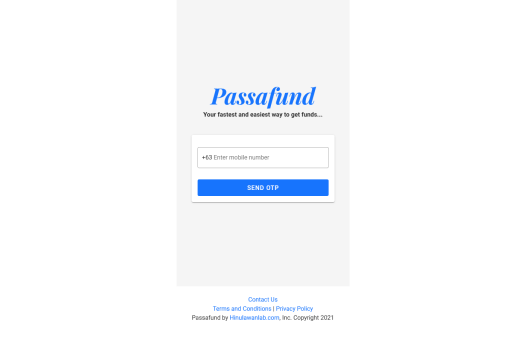 Passafund
Your fastest and easiest way to get funds...
+63 Enter mobile number
SEND OTP
Contact Us
Terms and Conditions | Privacy Policy
Passafund by Hinulawanlab.com, Inc. Copyright 2021